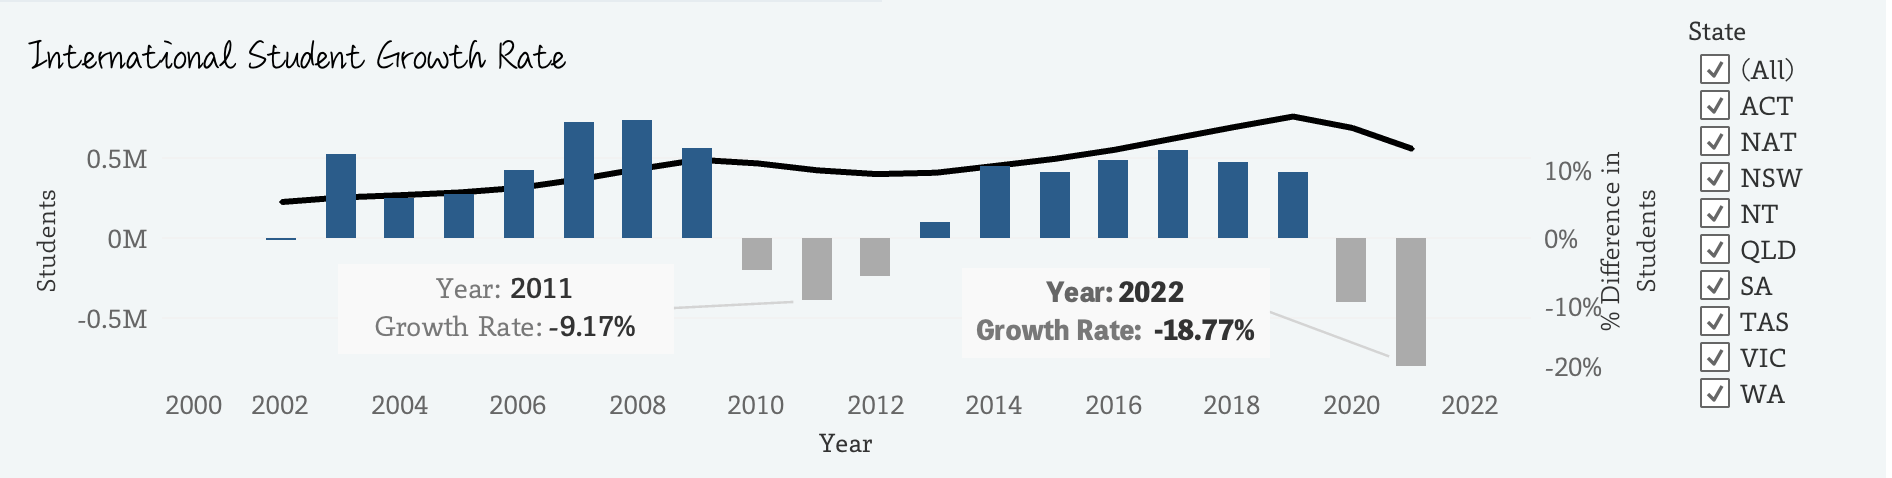 International Student Growth Rate
Students
0.5M
0M
-0.5M
Year: 2011
Growth Rate: -9.17%
Year: 2022
Growth Rate: -18.77%
10%
0%
-10%
-20%
% Difference in
Students
2000 2002 2004 2006 2008 2010 2012 2014 2016 2018 2020 2022
Year
State
(All)
ACT
NAT
NSW
NT
QLD
SA
TAS
VIC
WA